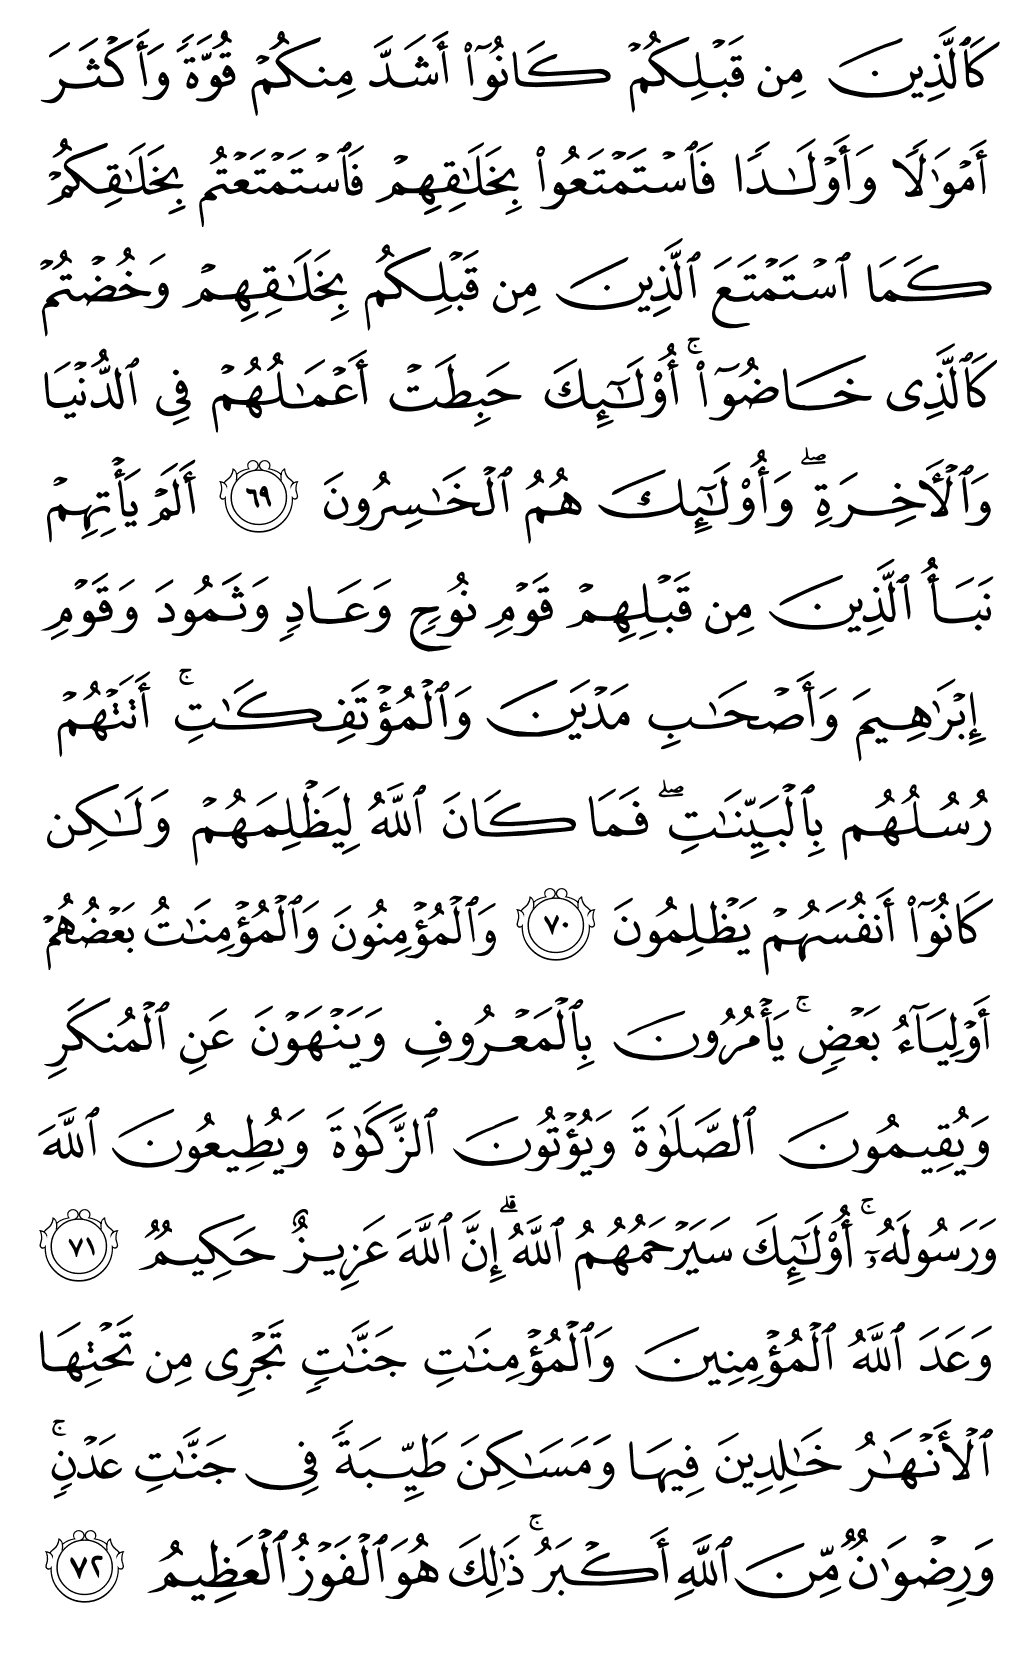 كَٱلَّذِينَ مِن قَبْلِكُمْ كَانُوٓا۟ أَشَدَّ مِنكُمْ قُوَّةً وَأَكْثَرَ
أَمْوَٰلًا وَأَوْلَـٰدًا فَٱسْتَمْتَعُوا۟ بِخَلَـٰقِهِمْ فَٱسْتَمْتَعْتُم بِخَلَـٰقِكُمْ
كَمَا ٱسْتَمْتَعَ ٱلَّذِينَ مِن قَبْلِكُم بِخَلَـٰقِهِمْ وَخُضْتُمْ
كَٱلَّذِى خَاضُوٓا۟ ۚ أُو۟لَـٰٓئِكَ حَبِطَتْ أَعْمَـٰلُهُمْ فِى ٱلدُّنْيَا
وَٱلْـَٔاخِرَةِ ۖ وَأُو۟لَـٰٓئِكَ هُمُ ٱلْخَـٰسِرُونَ ٦٩ أَلَمْ يَأْتِهِمْ
نَبَأُ ٱلَّذِينَ مِن قَبْلِهِمْ قَوْمِ نُوحٍ وَعَادٍ وَثَمُودَ وَقَوْمِ
إِبْرَٰهِيمَ وَأَصْحَـٰبِ مَدْيَنَ وَٱلْمُؤْتَفِكَـٰتِ ۚ أَتَتْهُمْ
رُسُلُهُم بِٱلْبَيِّنَـٰتِ ۖ فَمَا كَانَ ٱللَّهُ لِيَظْلِمَهُمْ وَلَـٰكِن
كَانُوٓا۟ أَنفُسَهُمْ يَظْلِمُونَ ٧٠ وَٱلْمُؤْمِنُونَ وَٱلْمُؤْمِنَـٰتُ بَعْضُهُمْ
أَوْلِيَآءُ بَعْضٍ ۚ يَأْمُرُونَ بِٱلْمَعْرُوفِ وَيَنْهَوْنَ عَنِ ٱلْمُنكَرِ
وَيُقِيمُونَ ٱلصَّلَوٰةَ وَيُؤْتُونَ ٱلزَّكَوٰةَ وَيُطِيعُونَ ٱللَّهَ
وَرَسُولَهُۥٓ ۚ أُو۟لَـٰٓئِكَ سَيَرْحَمُهُمُ ٱللَّهُ ۗ إِنَّ ٱللَّهَ عَزِيزٌ حَكِيمٌ ٧١
وَعَدَ ٱللَّهُ ٱلْمُؤْمِنِينَ وَٱلْمُؤْمِنَـٰتِ جَنَّـٰتٍ تَجْرِى مِن تَحْتِهَا
ٱلْأَنْهَـٰرُ خَـٰلِدِينَ فِيهَا وَمَسَـٰكِنَ طَيِّبَةً فِى جَنَّـٰتِ عَدْنٍ ۚ
وَرِضْوَٰنٌ مِّنَ ٱللَّهِ أَكْبَرُ ۚ ذَٰلِكَ هُوَ ٱلْفَوْزُ ٱلْعَظِيمُ ٧٢